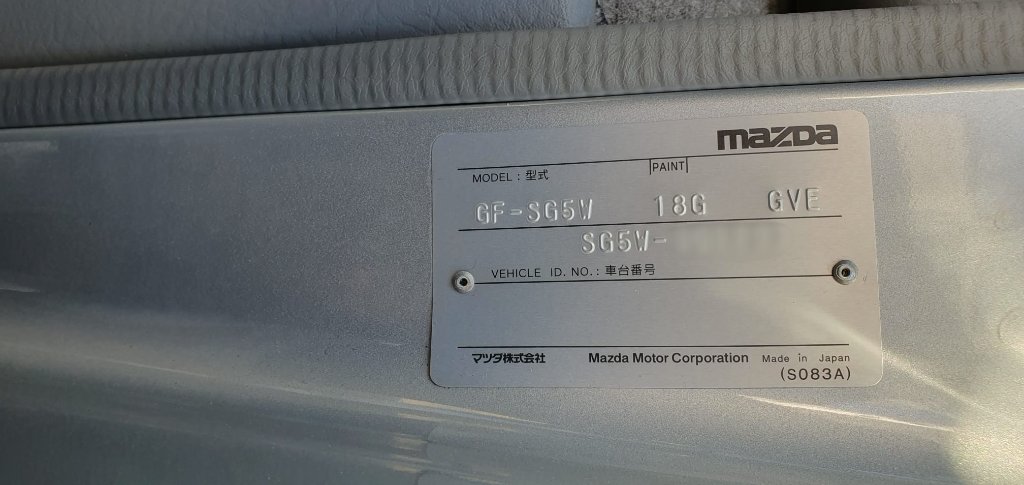 mazda
MODEL : 型式 PAINT
GF-SG5W 18G GVE
SG5W-
VEHICLE ID. NO. : 車台番号
マツダ株式会社 Mazda Motor Corporation Made in Japan
(S083A)